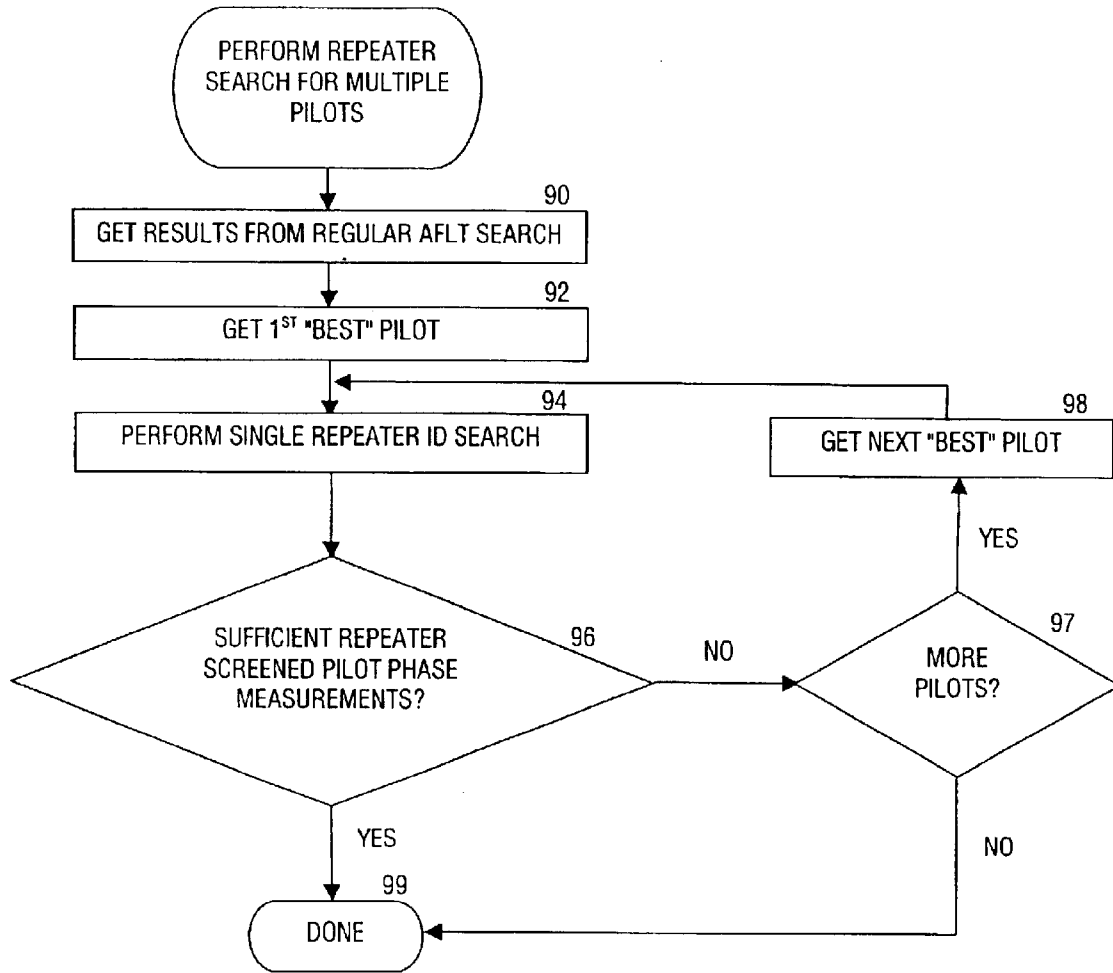 PERFORM REPEATER
SEARCH FOR MULTIPLE
PILOTS
90
GET RESULTS FROM REGULAR AFLT SEARCH
92
GET 1ST "BEST" PILOT
94
PERFORM SINGLE REPEATER ID SEARCH
98
GET NEXT "BEST" PILOT
YES
SUFFICIENT REPEATER
SCREENED PILOT PHASE
MEASUREMENTS?
96
NO
97
MORE
PILOTS?
YES
NO
99
DONE